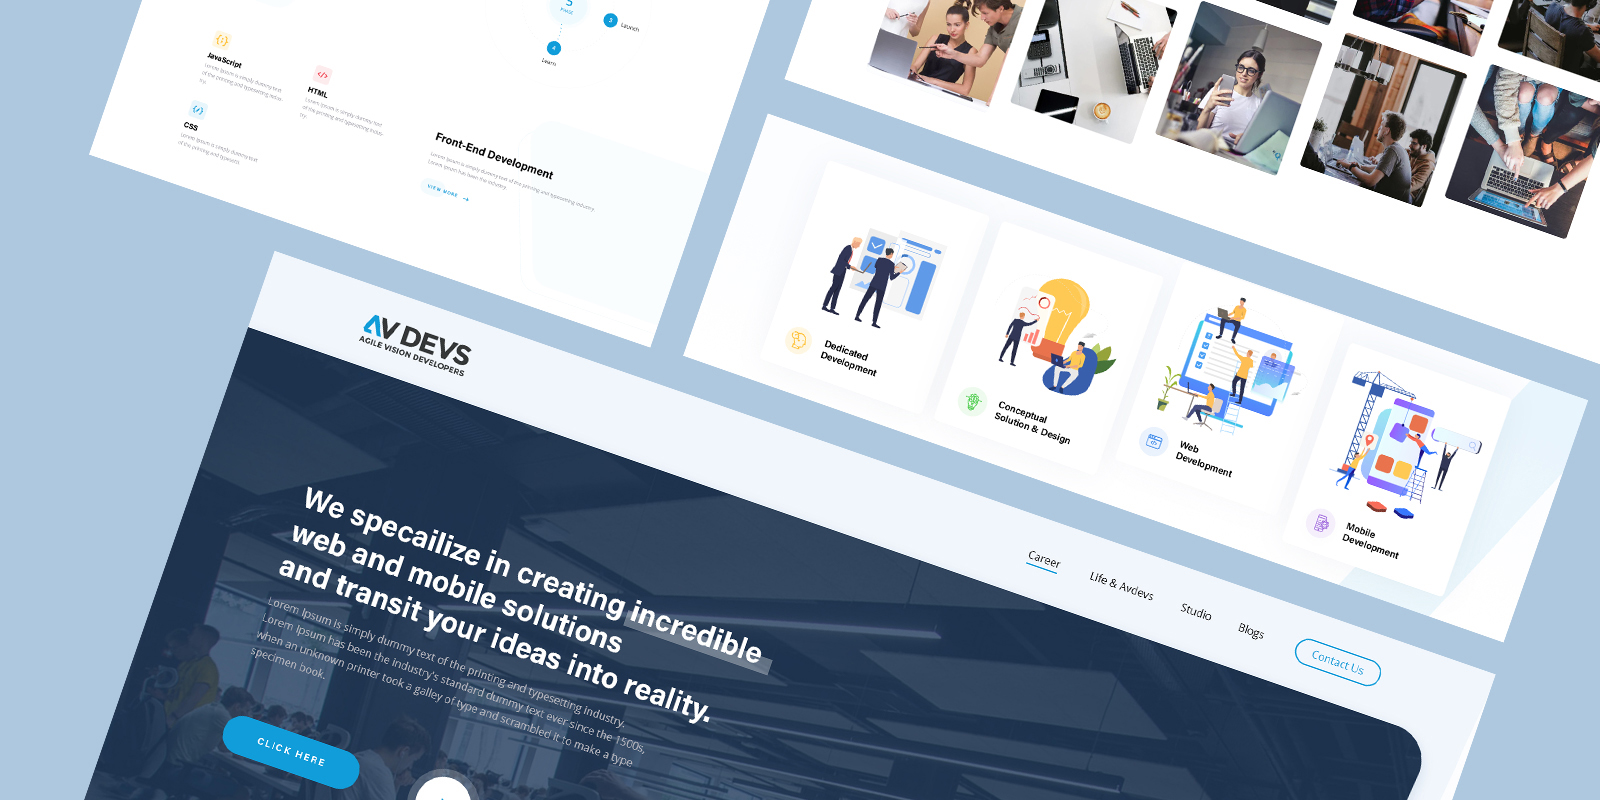 5
PHASE
3
Launch
4
Learn
JavaScript
Lorem Ipsum is simply dummy text
of the printing and typesetting indus-
try.
HTML
Lorem Ipsum is simply dummy text
of the printing and typesetting indus-
try.
CSS
Lorem Ipsum is simply dummy text
of the printing and typesetti.
Front-End Development
Lorem Ipsum is simply dummy text of the printing and typesetting industry.
Lorem Ipsum has been the industry.
VIEW MORE
Dedicated
Development
Conceptual
Solution & Design
Web
Development
Mobile
Development
AV DEVS
AGILE VISION DEVELOPERS
Career
Life & Avdevs
Studio
Blogs
Contact Us
We specailize in creating incredible
web and mobile solutions
and transit your ideas into reality.
Lorem Ipsum is simply dummy text of the printing and typesetting industry.
Lorem Ipsum has been the industry's standard dummy text ever since the 1500s,
when an unknown printer took a galley of type and scrambled it to make a type
specimen book.
CLICK HERE